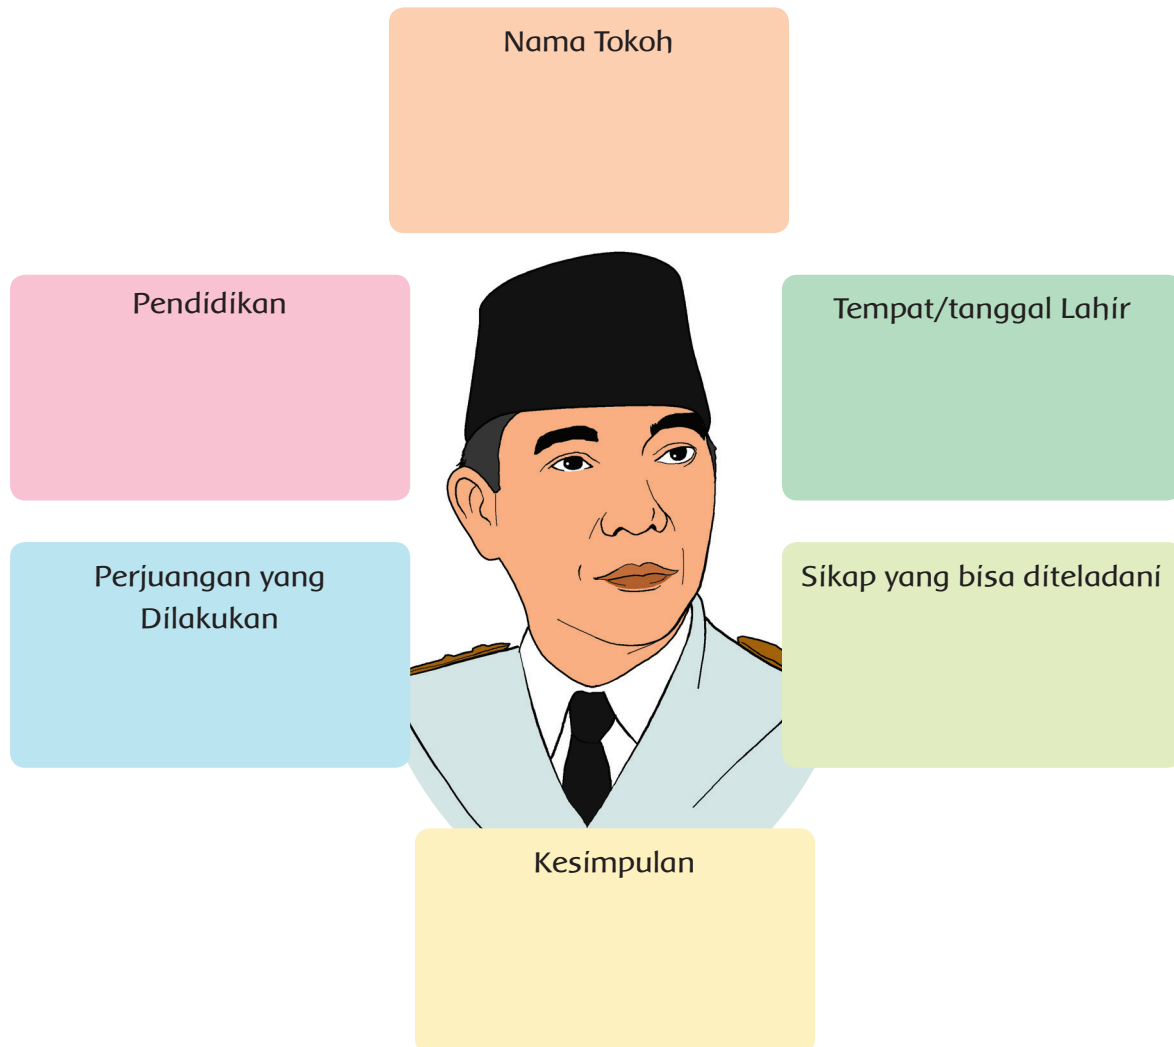 Nama Tokoh
Pendidikan
Tempat/tanggal Lahir
Perjuangan yang
Dilakukan
Sikap yang bisa diteladani
Kesimpulan